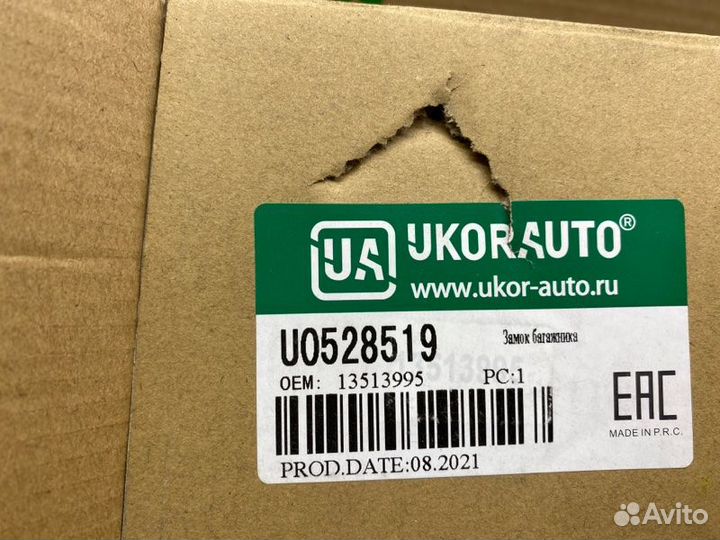 UA UKORAUTO®
www.ukor-auto.ru
U0528519 Замок багажника
OEM: 13513995 PC:1
EAC
MADE IN P.R.C.
PROD.DATE:08.2021
Avito